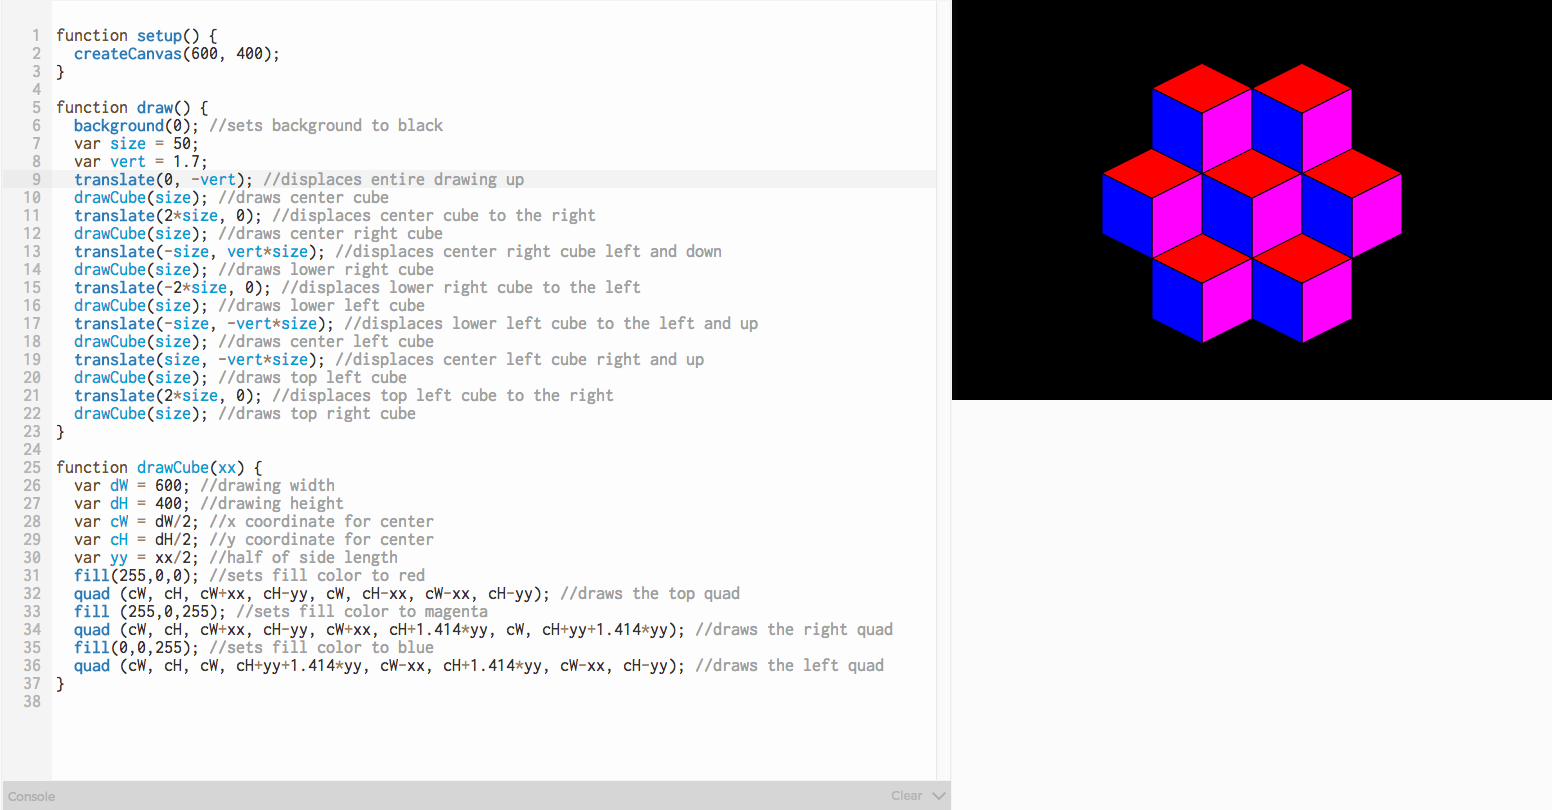 1 function setup() {
2   createCanvas(600, 400);
3 }
4
5 function draw() {
6   background(0); //sets background to black
7   var size = 50;
8   var vert = 1.7;
9   translate(0, -vert); //displaces entire drawing up
10   drawCube(size); //draws center cube
11   translate(2*size, 0); //displaces center cube to the right
12   drawCube(size); //draws center right cube
13   translate(-size, vert*size); //displaces center right cube left and down
14   drawCube(size); //draws lower right cube
15   translate(-2*size, 0); //displaces lower right cube to the left
16   drawCube(size); //draws lower left cube
17   translate(-size, -vert*size); //displaces lower left cube to the left and up
18   drawCube(size); //draws center left cube
19   translate(size, -vert*size); //displaces center left cube right and up
20   drawCube(size); //draws top left cube
21   translate(2*size, 0); //displaces top left cube to the right
22   drawCube(size); //draws top right cube
23 }
24
25 function drawCube(xx) {
26   var dW = 600; //drawing width
27   var dH = 400; //drawing height
28   var cW = dW/2; //x coordinate for center
29   var cH = dH/2; //y coordinate for center
30   var yy = xx/2; //half of side length
31   fill(255,0,0); //sets fill color to red
32   quad (cW, cH, cW+xx, cH-yy, cW, cH-xx, cW-xx, cH-yy); //draws the top quad
33   fill (255,0,255); //sets fill color to magenta
34   quad (cW, cH, cW+xx, cH-yy, cW+xx, cH+1.414*yy, cW, cH+yy+1.414*yy); //draws the right quad
35   fill(0,0,255); //sets fill color to blue
36   quad (cW, cH, cW, cH+yy+1.414*yy, cW-xx, cH+1.414*yy, cW-xx, cH-yy); //draws the left quad
37 }
38
Console Clear